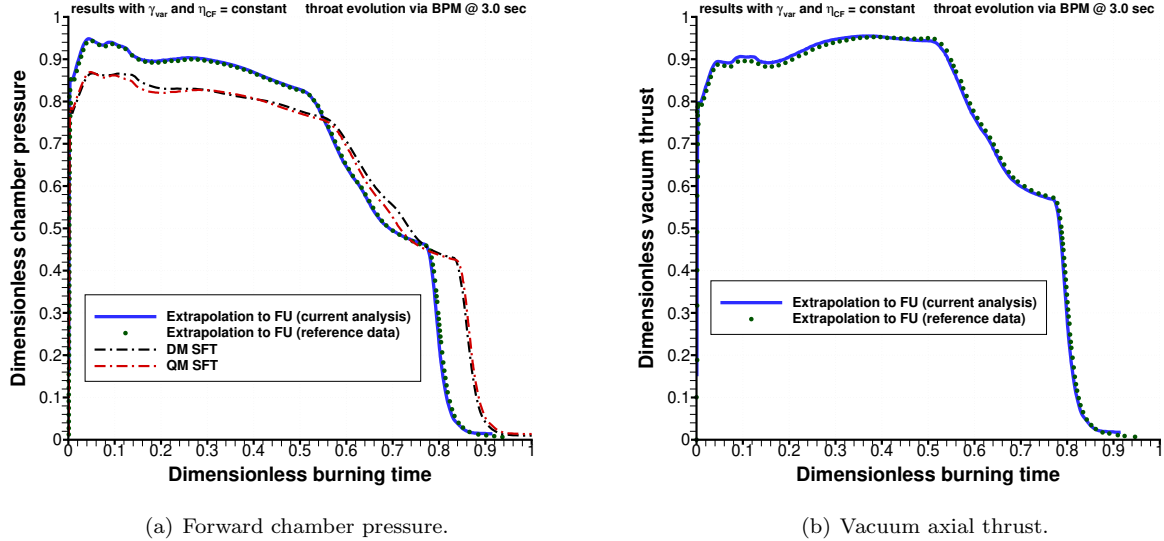 results with γvar and ηCF = constant throat evolution via BPM @ 3.0 sec
Dimensionless chamber pressure
1
0.9
0.8
0.7
0.6
0.5
0.4
0.3
0.2
0.1
0
Extrapolation to FU (current analysis)
Extrapolation to FU (reference data)
DM SFT
QM SFT
0 0.1 0.2 0.3 0.4 0.5 0.6 0.7 0.8 0.9 1
Dimensionless burning time
(a) Forward chamber pressure.
results with γvar and ηCF = constant throat evolution via BPM @ 3.0 sec
Dimensionless vacuum thrust
1
0.9
0.8
0.7
0.6
0.5
0.4
0.3
0.2
0.1
0
Extrapolation to FU (current analysis)
Extrapolation to FU (reference data)
0 0.1 0.2 0.3 0.4 0.5 0.6 0.7 0.8 0.9 1
Dimensionless burning time
(b) Vacuum axial thrust.